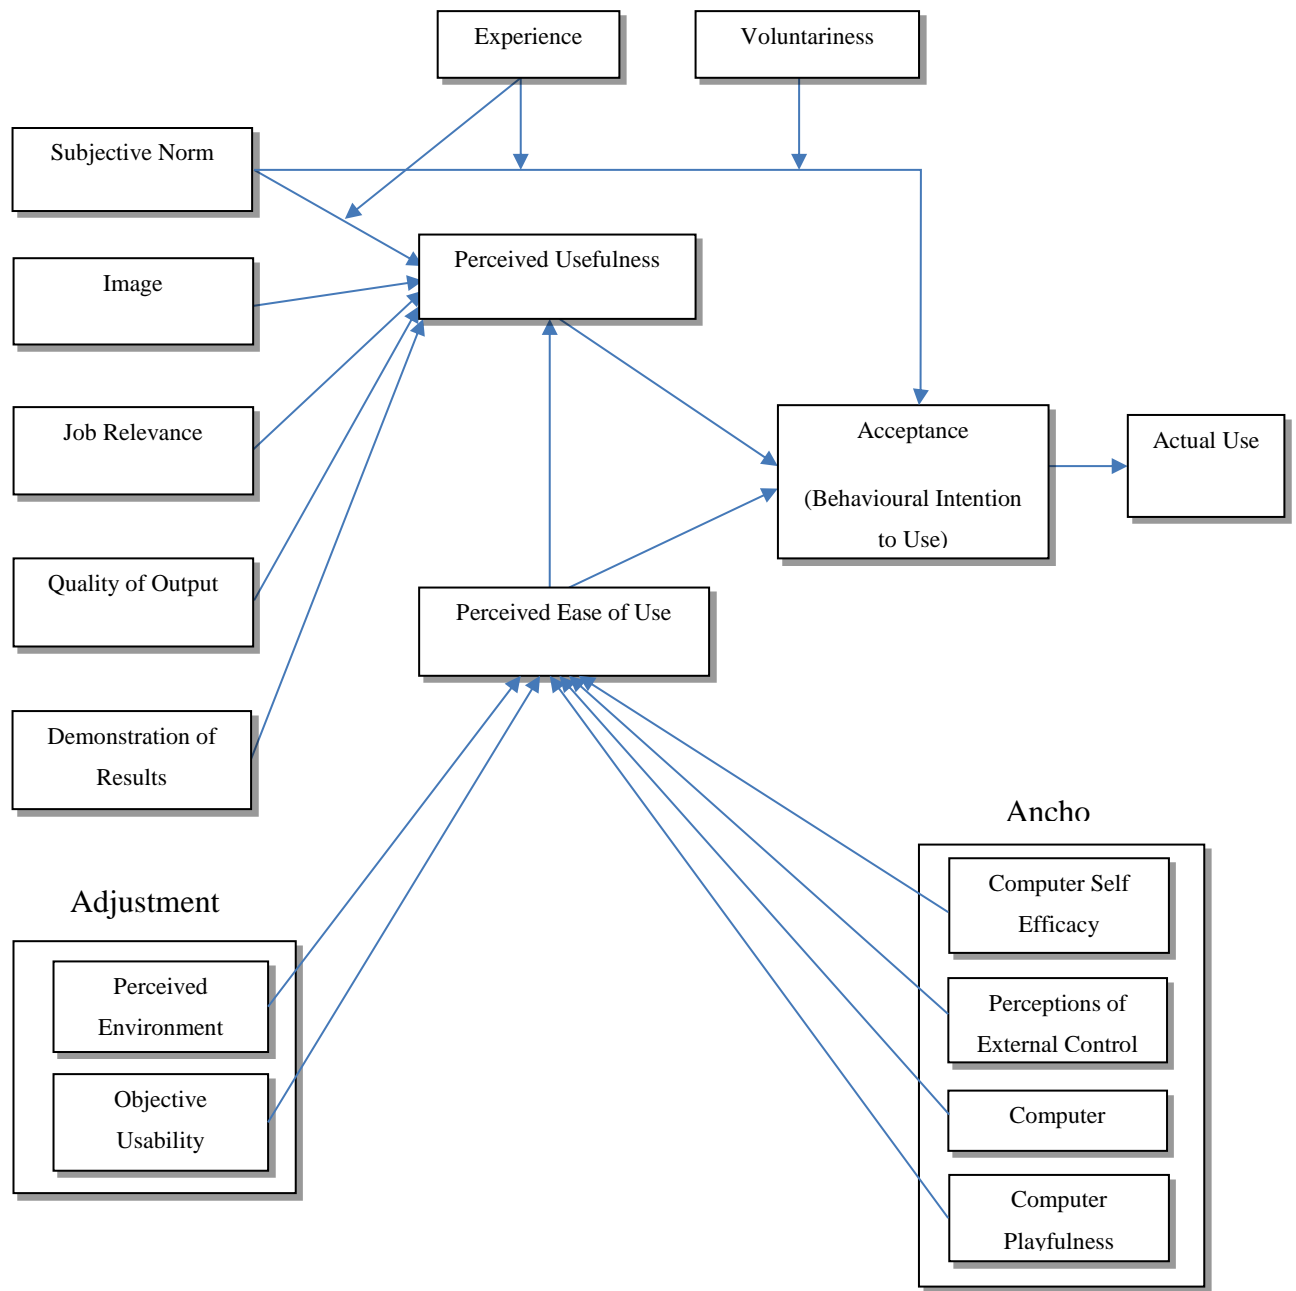 Experience
Voluntariness
Subjective Norm
Perceived Usefulness
Image
Job Relevance
Acceptance
(Behavioural Intention
to Use)
Actual Use
Quality of Output
Perceived Ease of Use
Demonstration of
Results
Ancho
Computer Self
Efficacy
Adjustment
Perceived
Environment
Perceptions of
External Control
Objective
Usability
Computer
Computer
Playfulness